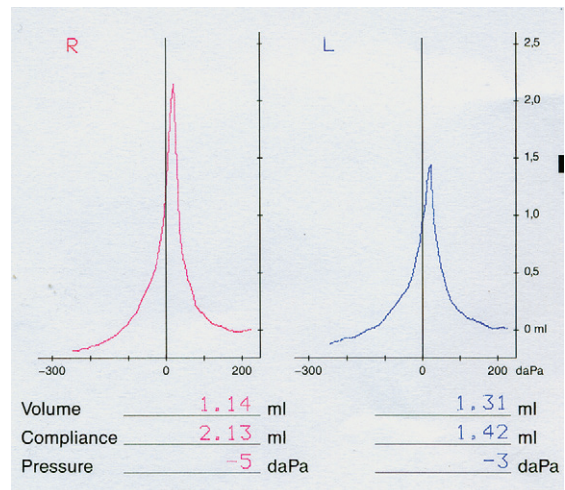 R L
2,5
2,0
1,5
1,0
0,5
0 ml
−300 0 200 −300 0 200 daPa
Volume 1.14 ml 1.31 ml
Compliance 2.13 ml 1.42 ml
Pressure −5 daPa −3 daPa